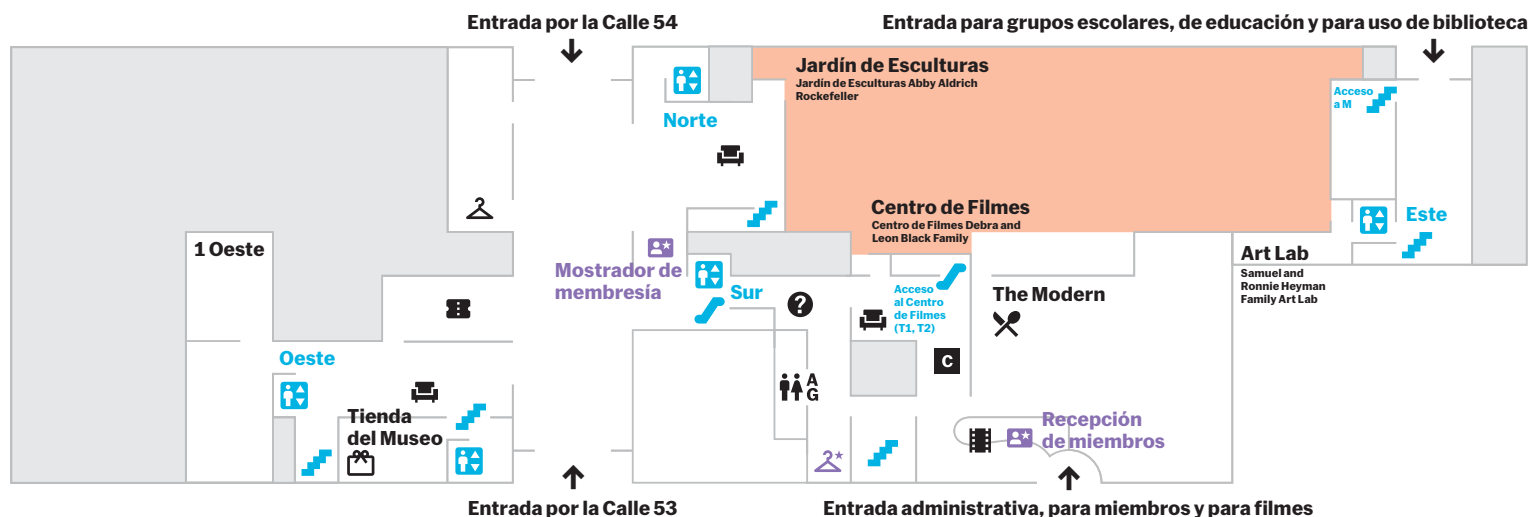 Entrada por la Calle 54
Entrada para grupos escolares, de educación y para uso de biblioteca
Jardín de Esculturas
Jardín de Esculturas Abby Aldrich
Rockefeller
Acceso
a M
Norte
Centro de Filmes
Centro de Filmes Debra and
Leon Black Family
Este
1 Oeste
Mostrador de
membresía
Art Lab
Samuel and
Ronnie Heyman
Family Art Lab
Sur
?
Acceso
al Centro
de Filmes
(T1, T2)
The Modern
Oeste
C
A
G
Tienda
del Museo
Recepción
de miembros
Entrada por la Calle 53
Entrada administrativa, para miembros y para filmes